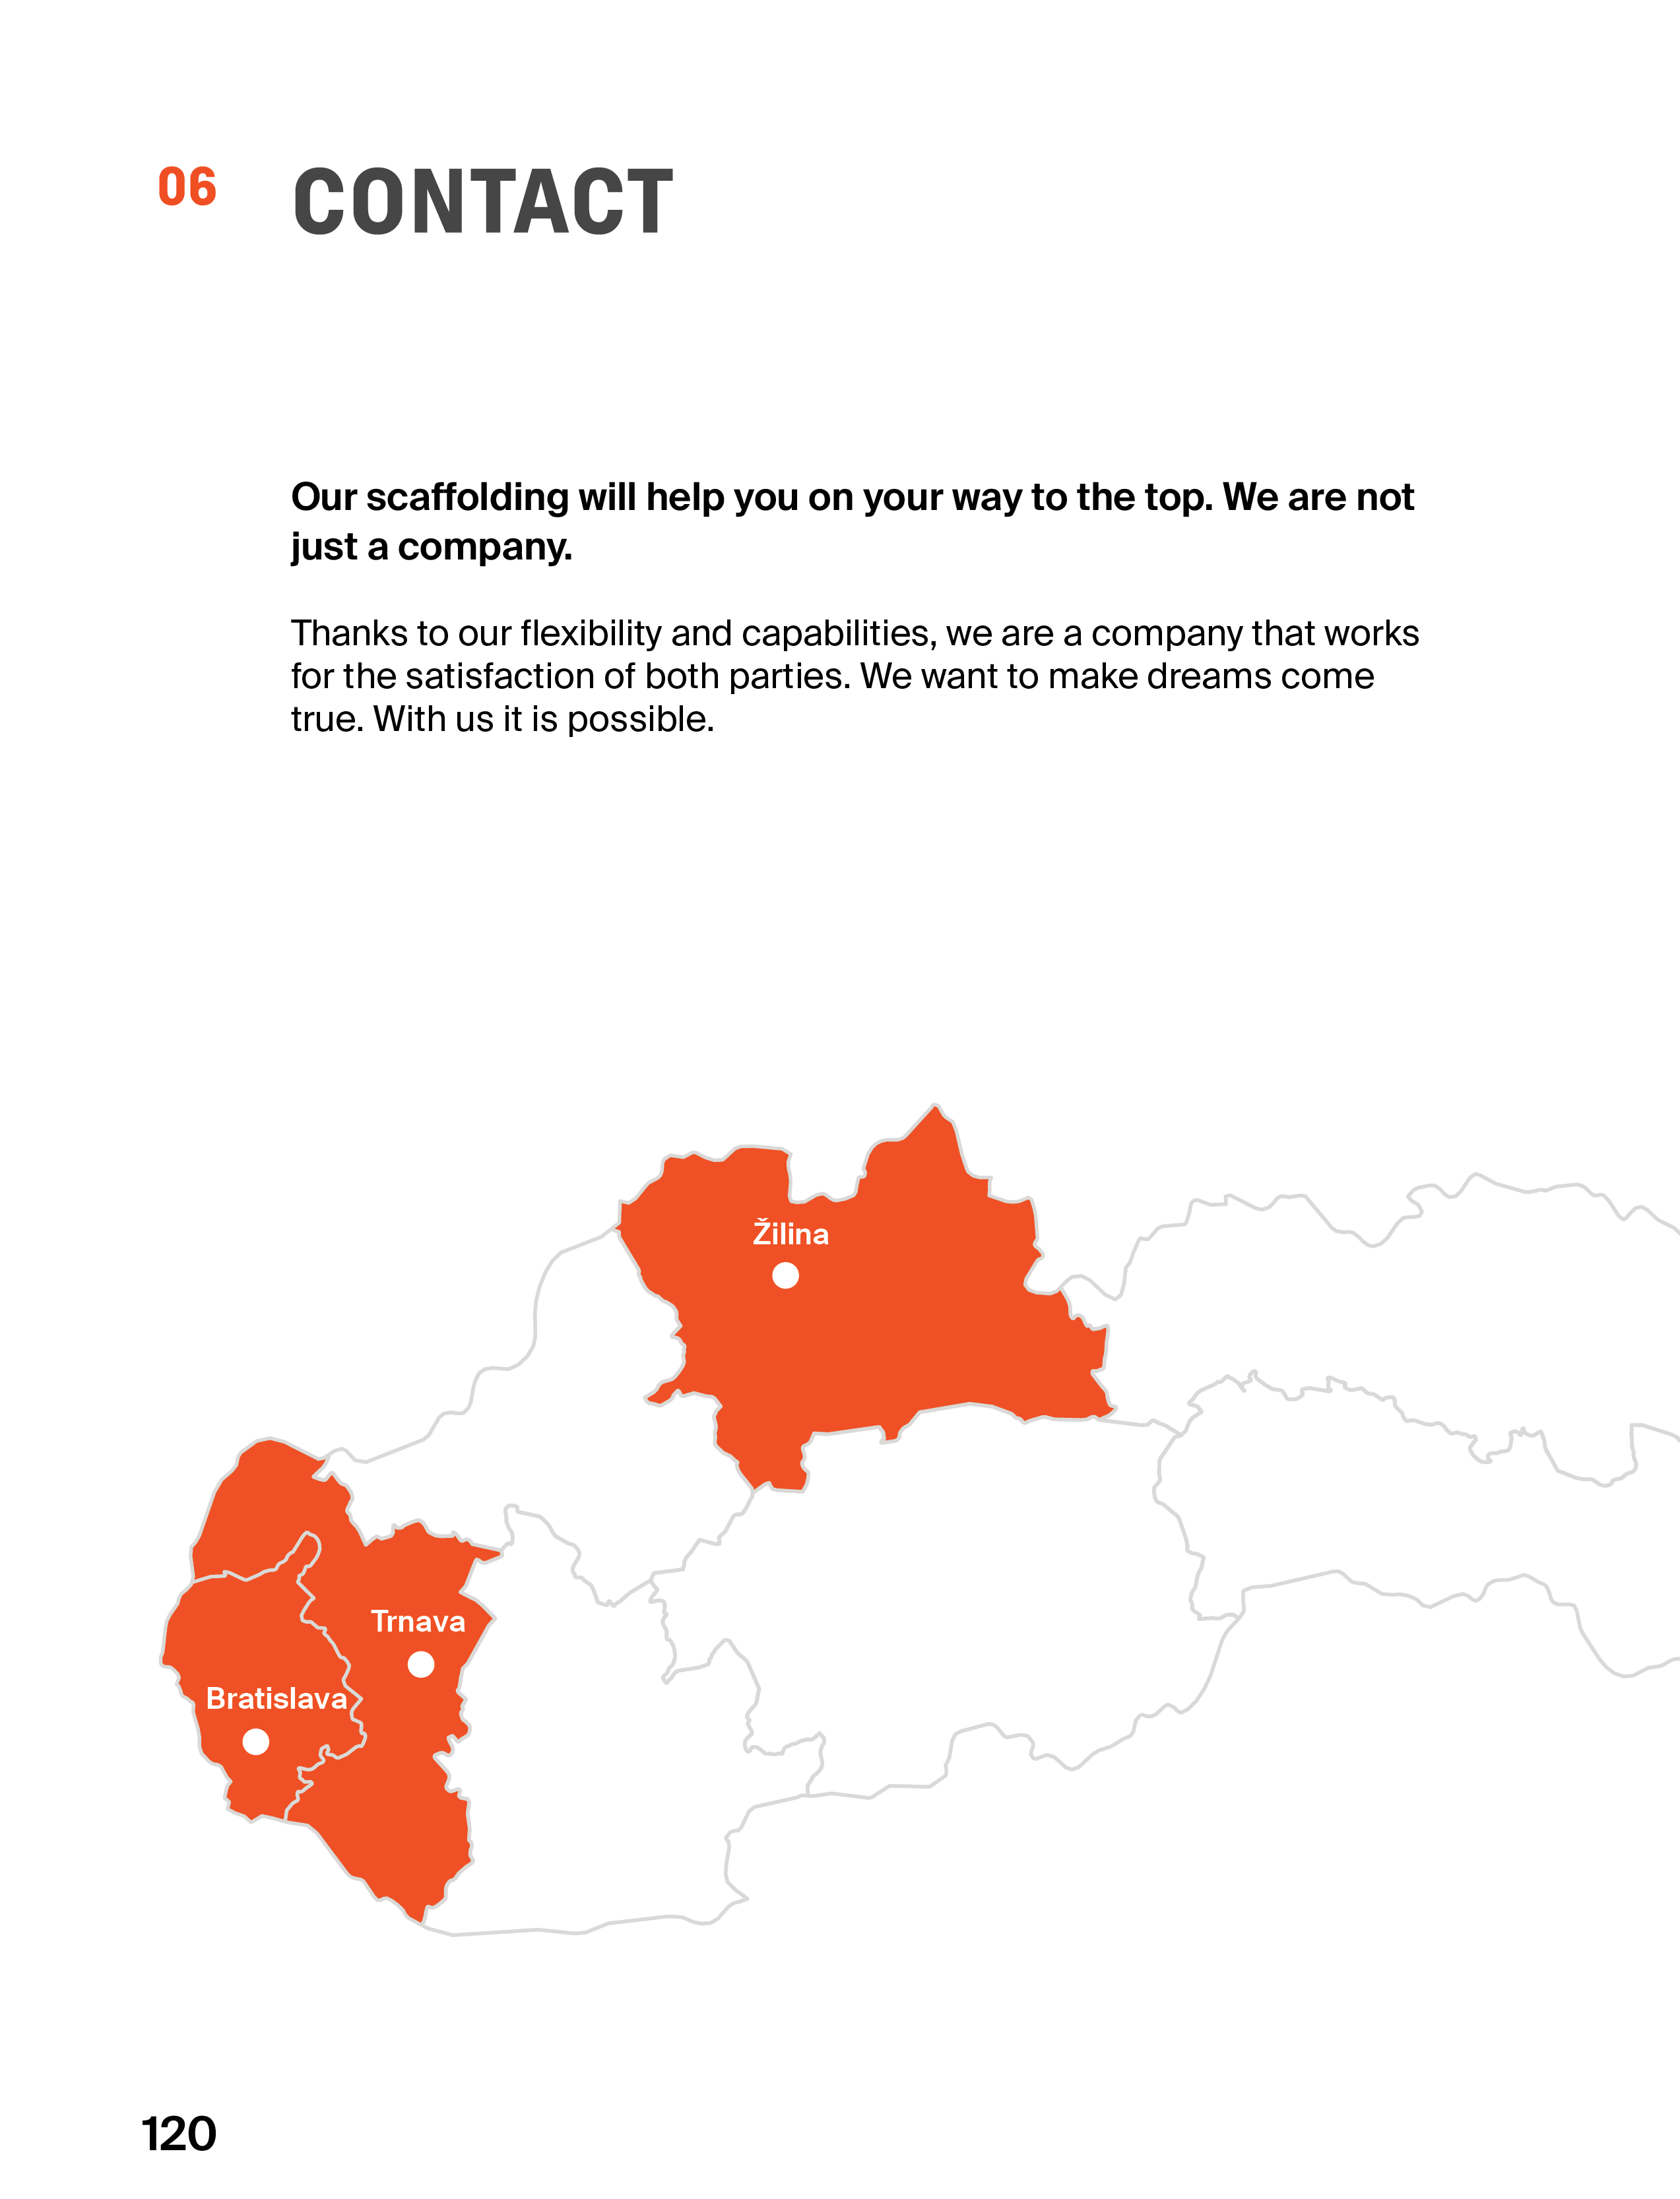 06
CONTACT
Our scaffolding will help you on your way to the top. We are not
just a company.
Thanks to our flexibility and capabilities, we are a company that works
for the satisfaction of both parties. We want to make dreams come
true. With us it is possible.
Žilina
Trnava
Bratislava
120